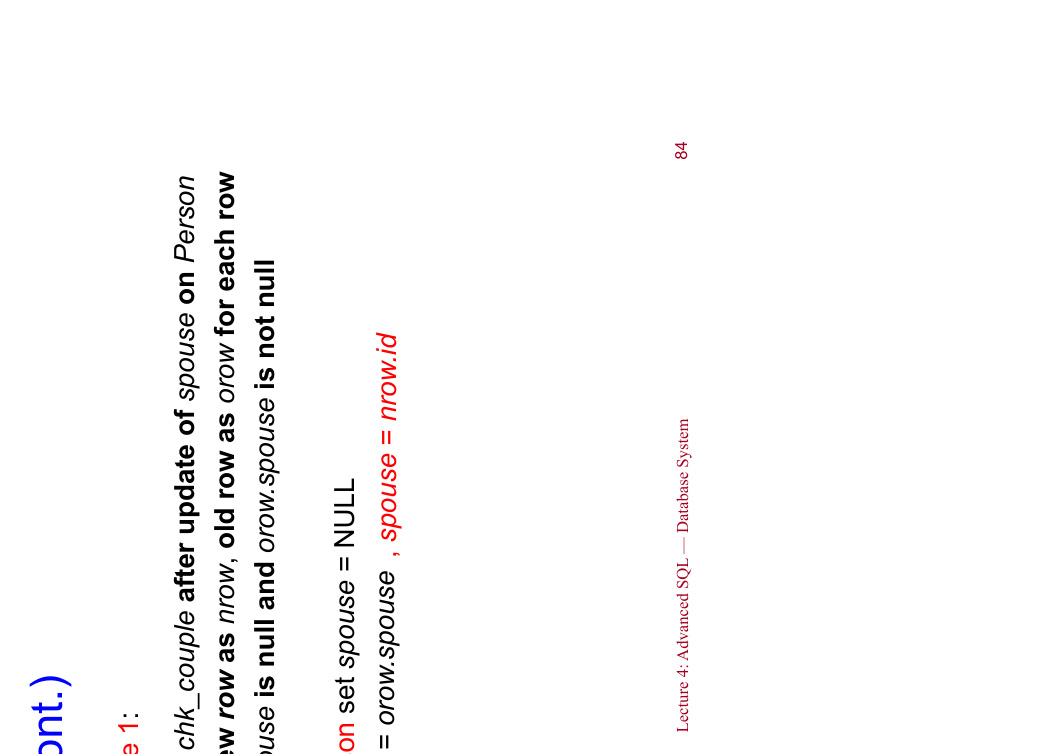 ont.)
e 1:
chk_couple after update of spouse on Person
ew row as nrow, old row as orow for each row
ouse is null and orow.spouse is not null
on set spouse = NULL
= orow.spouse , spouse = nrow.id
Lecture 4: Advanced SQL — Database System 84